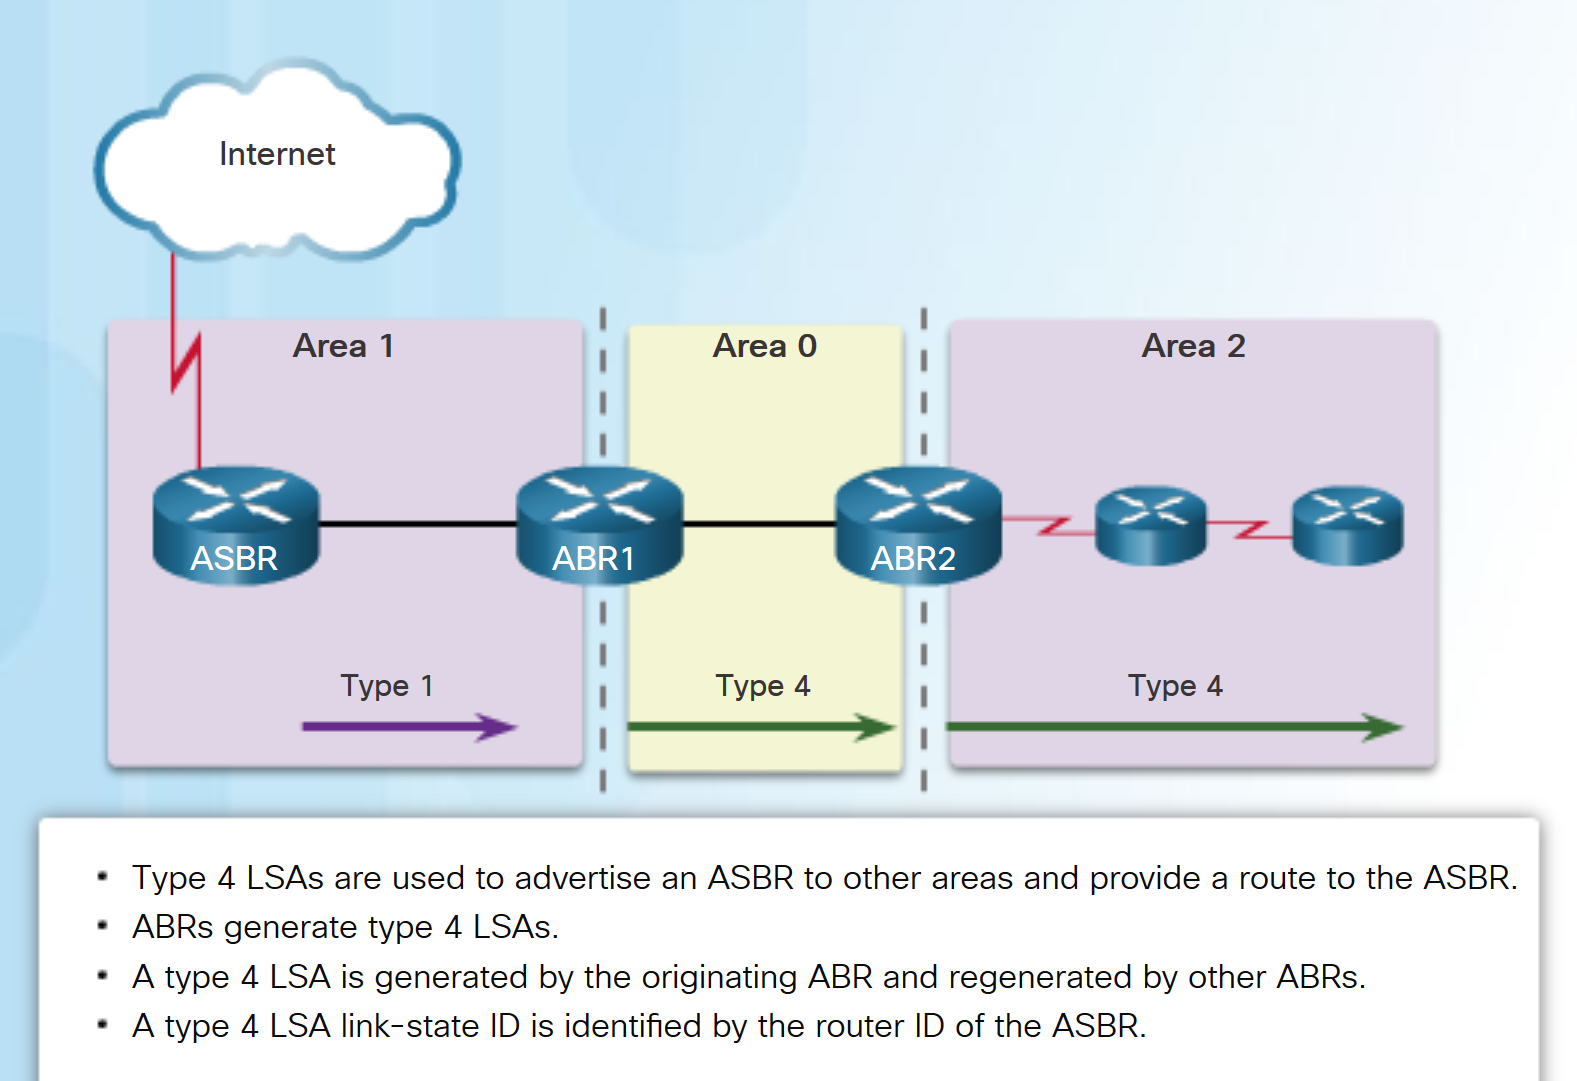 Internet
Area 1
Area 0
Area 2
ASBR
ABR1
ABR2
Type 1
Type 4
Type 4
• Type 4 LSAs are used to advertise an ASBR to other areas and provide a route to the ASBR.
• ABRs generate type 4 LSAs.
• A type 4 LSA is generated by the originating ABR and regenerated by other ABRs.
• A type 4 LSA link-state ID is identified by the router ID of the ASBR.